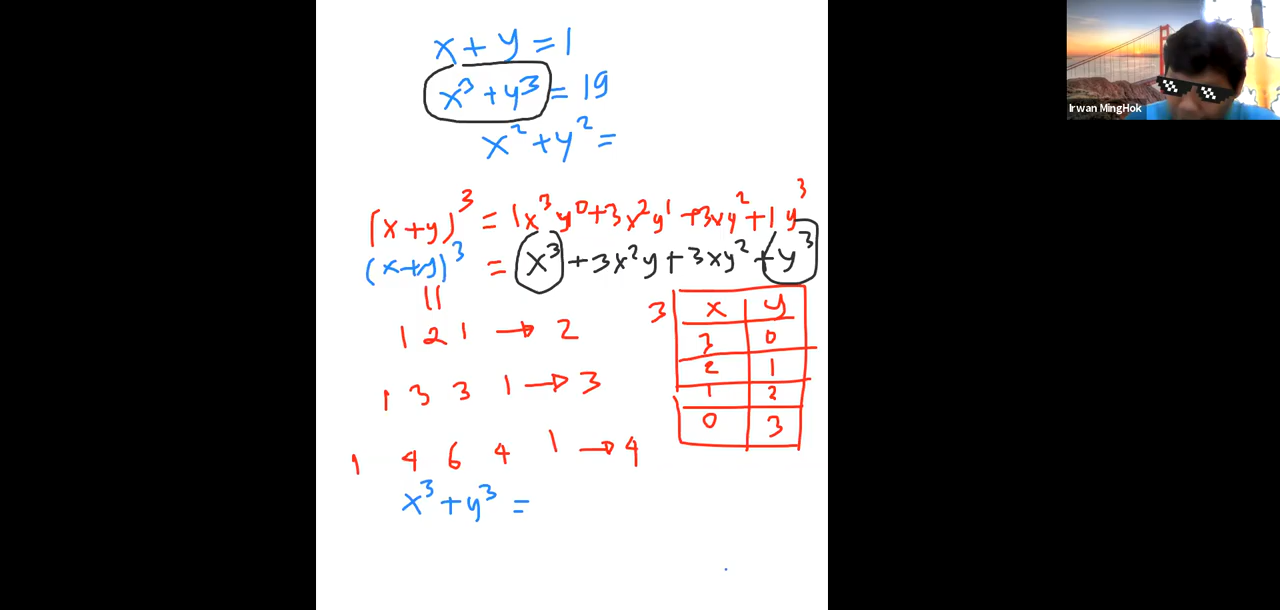 x + y = 1
x³ + y³ = 19
x² + y² =
(x + y)³ = 1x³y⁰ + 3x²y¹ + 3xy² + 1y³
(x + y)³ = x³ + 3x²y + 3xy² + y³
11
1 2 1 → 2
1 3 3 1 → 3
1 4 6 4 1 → 4
x³ + y³ =
3
x y
3 0
2 1
1 2
0 3
Irwan MingHok